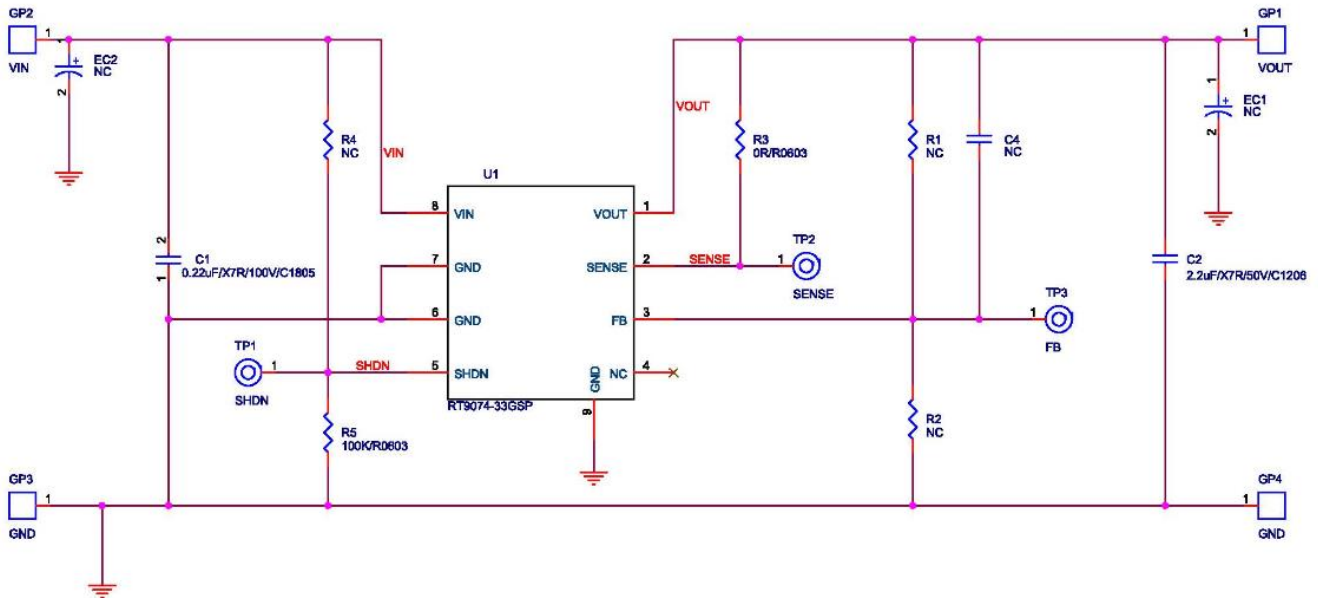 GP2
1
VIN
1
EC2
NC
2
R4
NC
VIN
U1
VOUT
R3
0R/R0603
R1
NC
C4
NC
GP1
1
VOUT
1
EC1
NC
2
8 VIN
VOUT 1
2
C1
0.22uF/X7R/100V/C1805
1
7 GND
SENSE 2
SENSE
TP2
1
SENSE
C2
2.2uF/X7R/50V/C1206
6 GND
FB 3
TP3
1
FB
TP1
1
SHDN
SHDN
5 SHDN
GND
NC 4
RT9074-33GSP
9
R5
100K/R0603
R2
NC
GP3
1
GND
GP4
1
GND